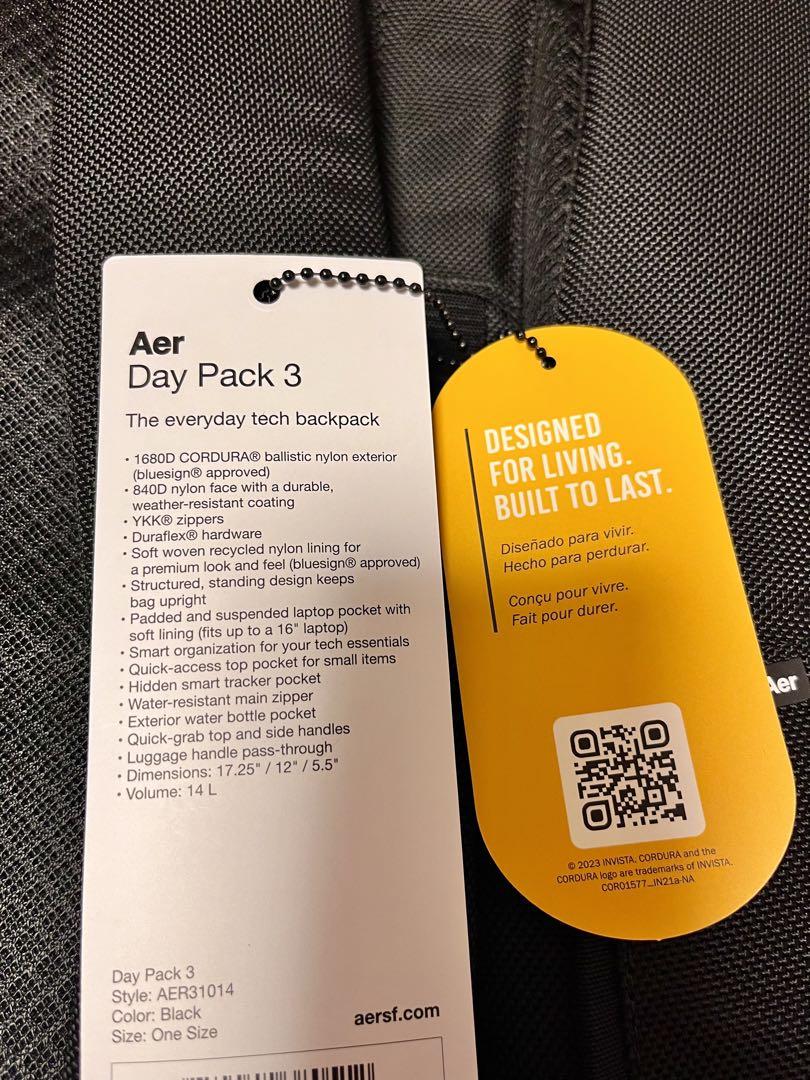 Aer
Day Pack 3
The everyday tech backpack
• 1680D CORDURA® ballistic nylon exterior
(bluesign® approved)
• 840D nylon face with a durable,
weather-resistant coating
• YKK® zippers
• Duraflex® hardware
• Soft woven recycled nylon lining for
a premium look and feel (bluesign® approved)
• Structured, standing design keeps
bag upright
• Padded and suspended laptop pocket with
soft lining (fits up to a 16" laptop)
• Smart organization for your tech essentials
• Quick-access top pocket for small items
• Hidden smart tracker pocket
• Water-resistant main zipper
• Exterior water bottle pocket
• Quick-grab top and side handles
• Luggage handle pass-through
• Dimensions: 17.25" / 12" / 5.5"
• Volume: 14 L
Day Pack 3
Style: AER31014
Color: Black
Size: One Size
aersf.com
DESIGNED
FOR LIVING.
BUILT TO LAST.
Diseñado para vivir.
Hecho para perdurar.
Conçu pour vivre.
Fait pour durer.
© 2023 INVISTA. CORDURA and the
CORDURA logo are trademarks of INVISTA.
COR01577_IN21a-NA
Aer